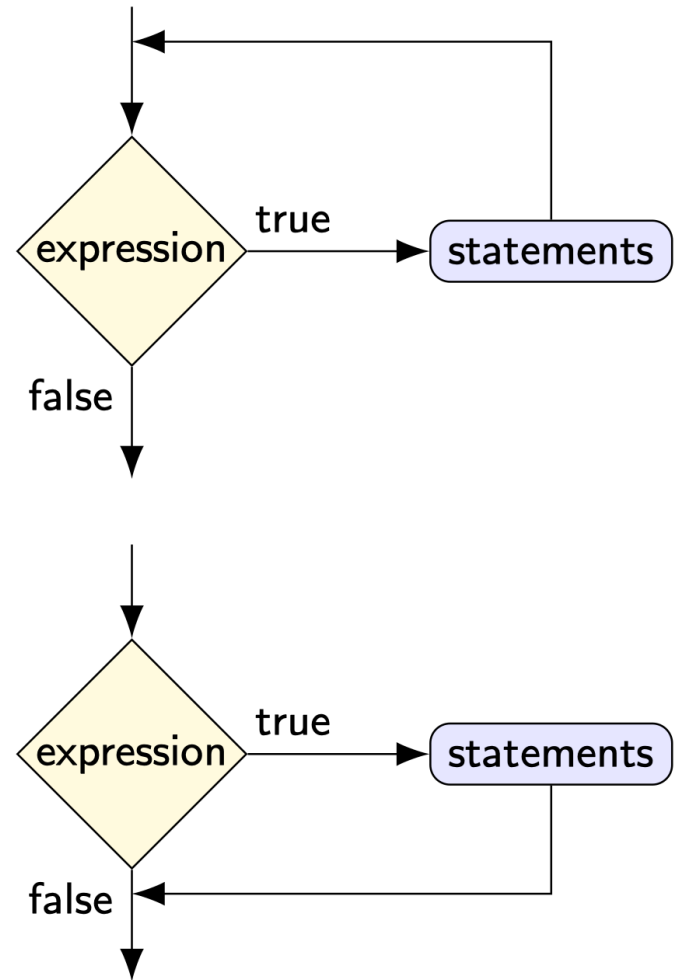 true
expression
statements
false
true
expression
statements
false